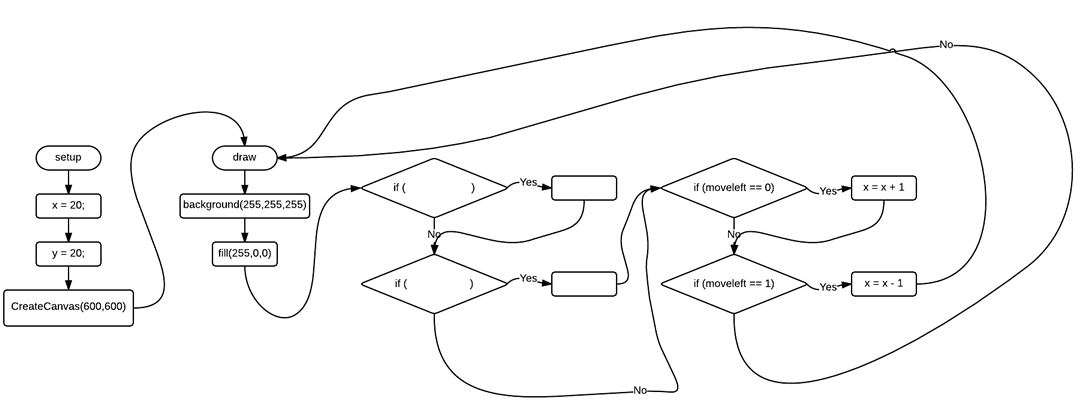 setup
x = 20;
y = 20;
CreateCanvas(600,600)
draw
background(255,255,255)
fill(255,0,0)
if ( )
Yes
No
if ( )
Yes
No
if (moveleft == 0)
Yes
x = x + 1
No
if (moveleft == 1)
Yes
x = x - 1
No